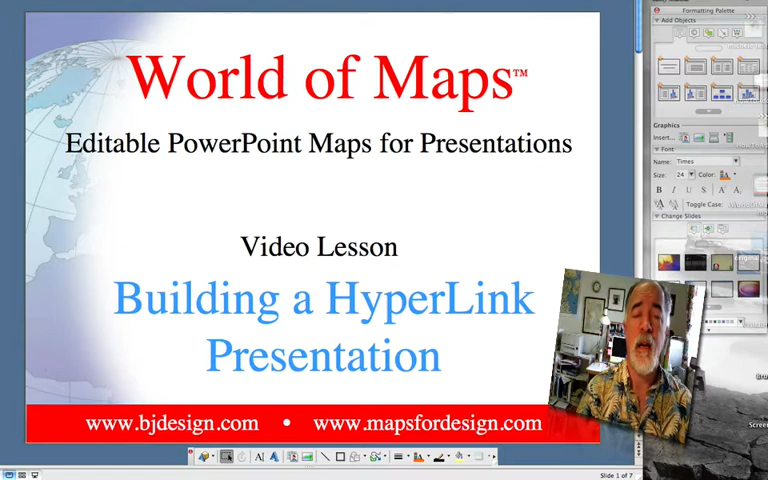 World of Maps™
Editable PowerPoint Maps for Presentations
Video Lesson
Building a HyperLink
Presentation
www.bjdesign.com • www.mapsfordesign.com
Formatting Palette
Add Objects
Graphics
Insert...
Font
Name: Times
Size: 24 Color:
B I U S A A
Toggle Case:
Change Slides
Slide 1 of 7